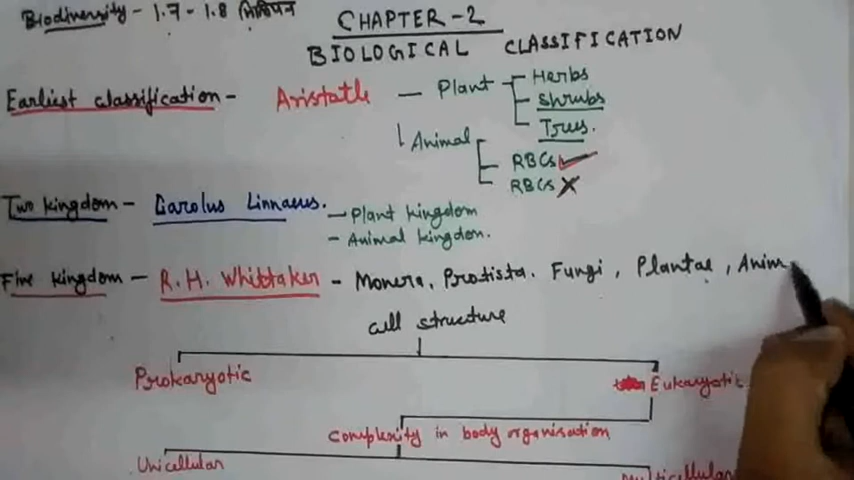 Biodiversity - 1.7 - 1.8 মিলিয়ন
CHAPTER-2
BIOLOGICAL CLASSIFICATION
Earliest classification - Aristotle - Plant - Herbs
Shrubs
Trees.
Animal
RBCs ✓
RBCs ✗
Two kingdom - Carolus Linnaeus. - Plant kingdom
- Animal kingdom.
Five kingdom - R.H. Whittaker - Monera, Protista. Fungi, Plantae, Anim
cell structure
Prokaryotic Eukaryotic
Complexity in body organisation
Unicellular Multicellular